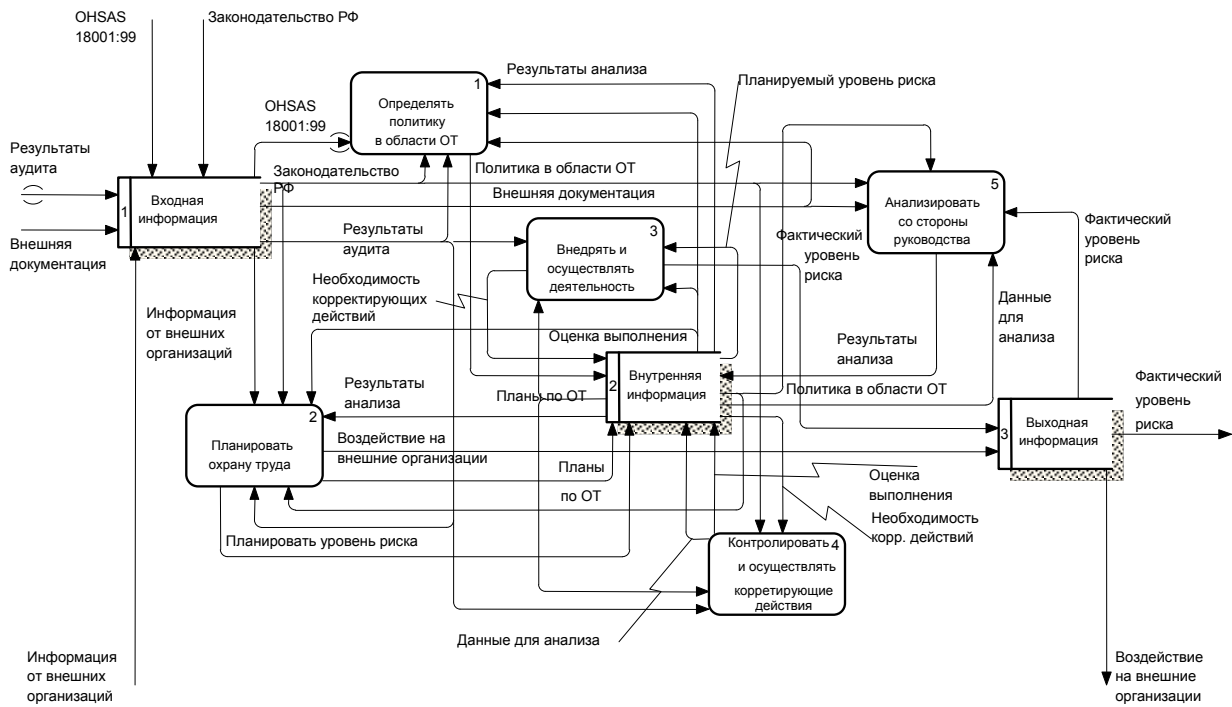 OHSAS
18001:99
Законодательство РФ
Результаты анализа
Планируемый уровень риска
1
Определять
политику
в области ОТ
OHSAS
18001:99
Результаты
аудита
Законодательство
РФ
Политика в области ОТ
Внешняя документация
5
Анализировать
со стороны
руководства
1
Входная
информация
Внешняя
документация
Результаты
аудита
3
Внедрять и
осуществлять
деятельность
Фактический
уровень
риска
Фактический
уровень
риска
Необходимость
корректирующих
действий
Информация
от внешних
организаций
Данные
для
анализа
Оценка выполнения
Результаты
анализа
2
Внутренняя
информация
Результаты
анализа
Планы по ОТ
Политика в области ОТ
Фактический
уровень
риска
2
Планировать
охрану труда
Воздействие на
внешние организации
3
Выходная
информация
Планы
по ОТ
Оценка
выполнения
Необходимость
корр. действий
Планировать уровень риска
Контролировать 4
и осуществлять
корретирующие
действия
Данные для анализа
Информация
от внешних
организаций
Воздействие
на внешние
организации